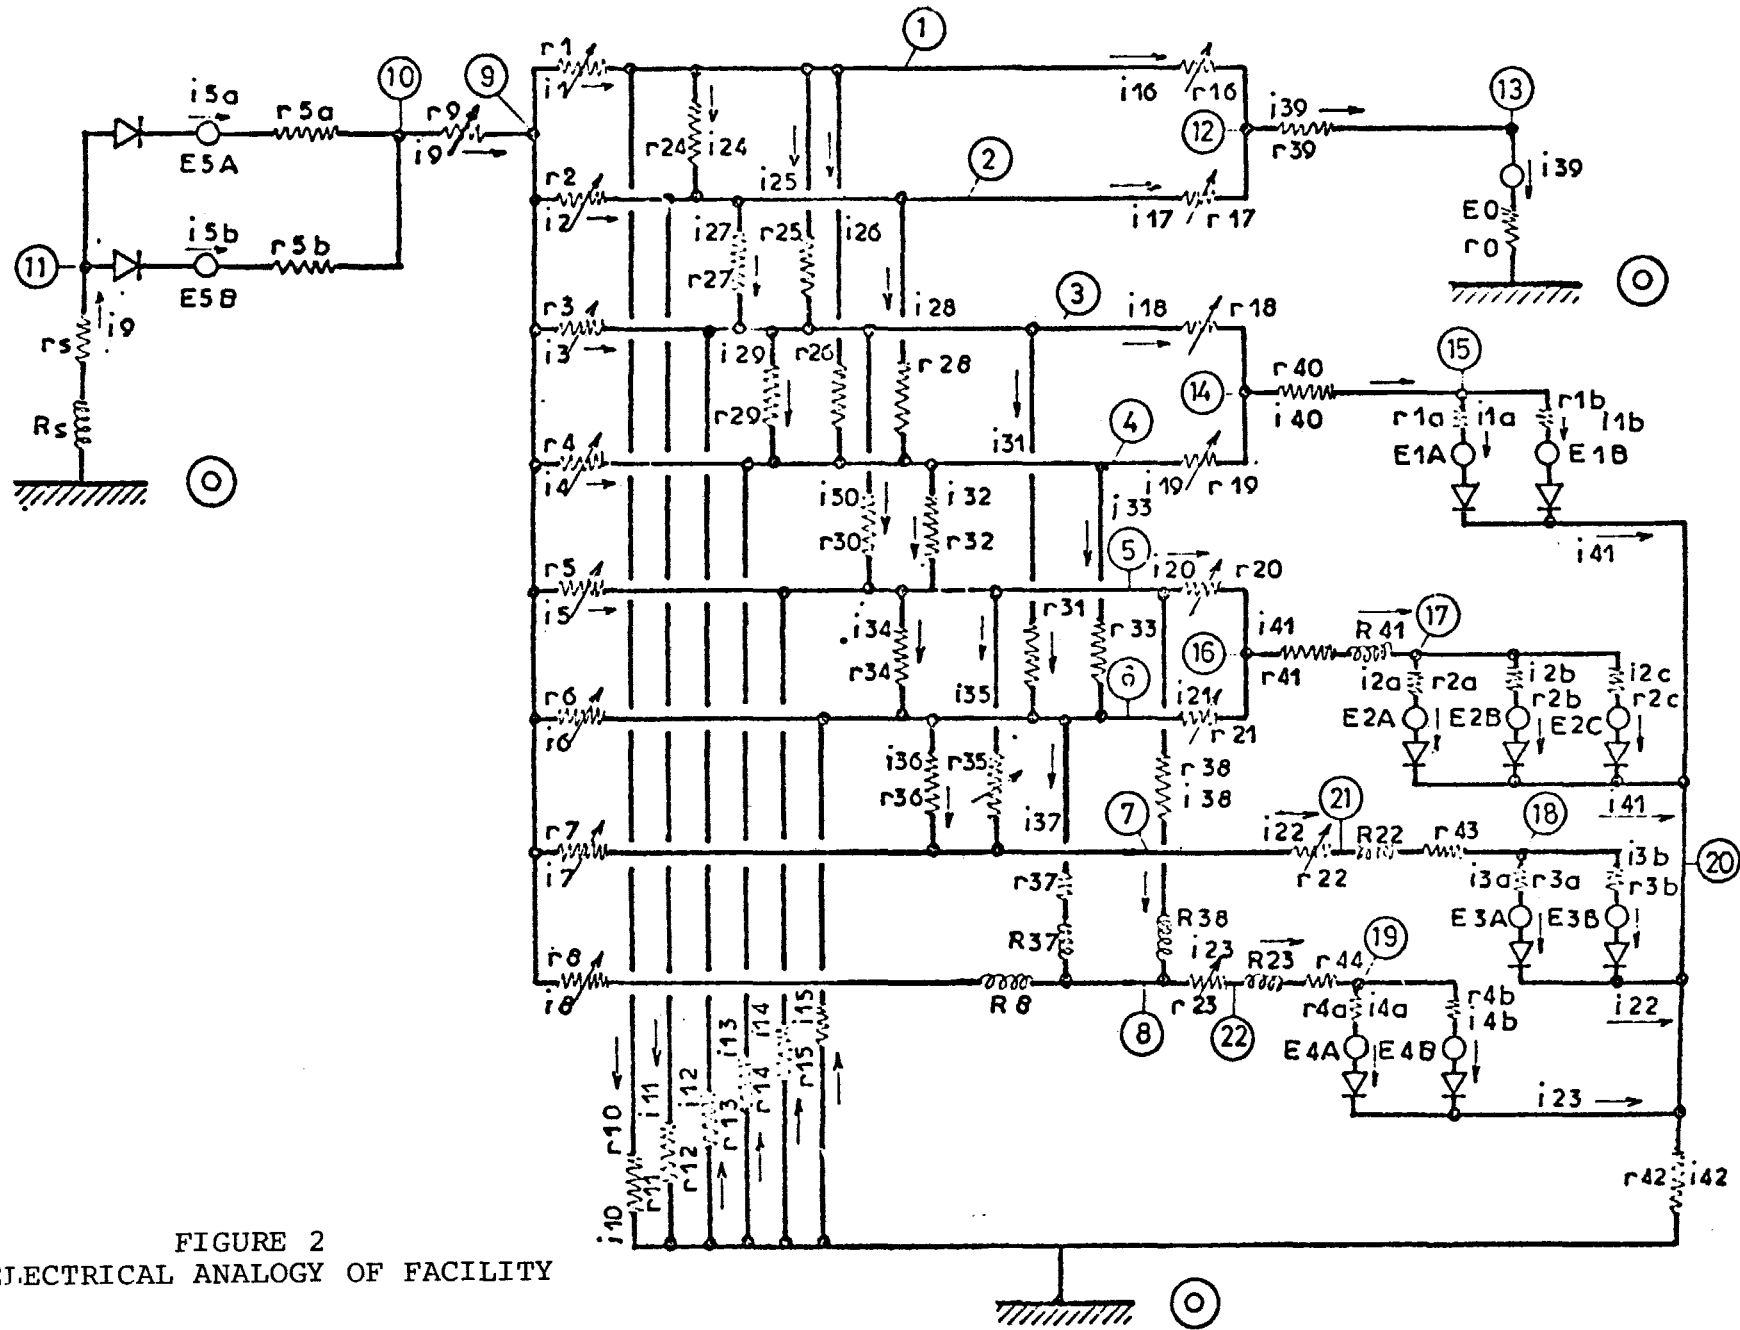 1
r1
i1
i16
r16
i5a
r5a
10
9
r9
i9
E5A
i5b
r5b
E5B
11
i9
rs
Rs
O
r24
i24
i25
i26
2
r2
i2
i17
r17
12
i39
r39
13
i39
E0
r0
O
i27
r25
r27
i28
3
r3
i3
i18
r18
i29
r26
r28
r29
14
r40
i40
15
r1a
i1a
r1b
i1b
E1A
E1B
i41
4
r4
i4
i31
i19
r19
i33
i50
i32
r30
r32
5
r5
i5
i20
r20
i34
r34
r31
r33
i35
6
r6
i6
i21
r21
16
i41
r41
R41
17
i2a
r2a
i2b
r2b
i2c
r2c
E2A
E2B
E2C
i41
i36
r35
r36
i37
r38
i38
7
r7
i7
i22
r22
21
R22
r43
18
i3a
r3a
i3b
r3b
E3A
E3B
20
i22
r37
R37
R38
r8
i8
R8
i23
r23
R23
r44
19
8
22
r4a
i4a
r4b
i4b
E4A
E4B
i23
r10
i10
i11
r11
i12
r12
i13
r13
i14
r14
i15
r15
r42
i42
O
FIGURE 2
ELECTRICAL ANALOGY OF FACILITY